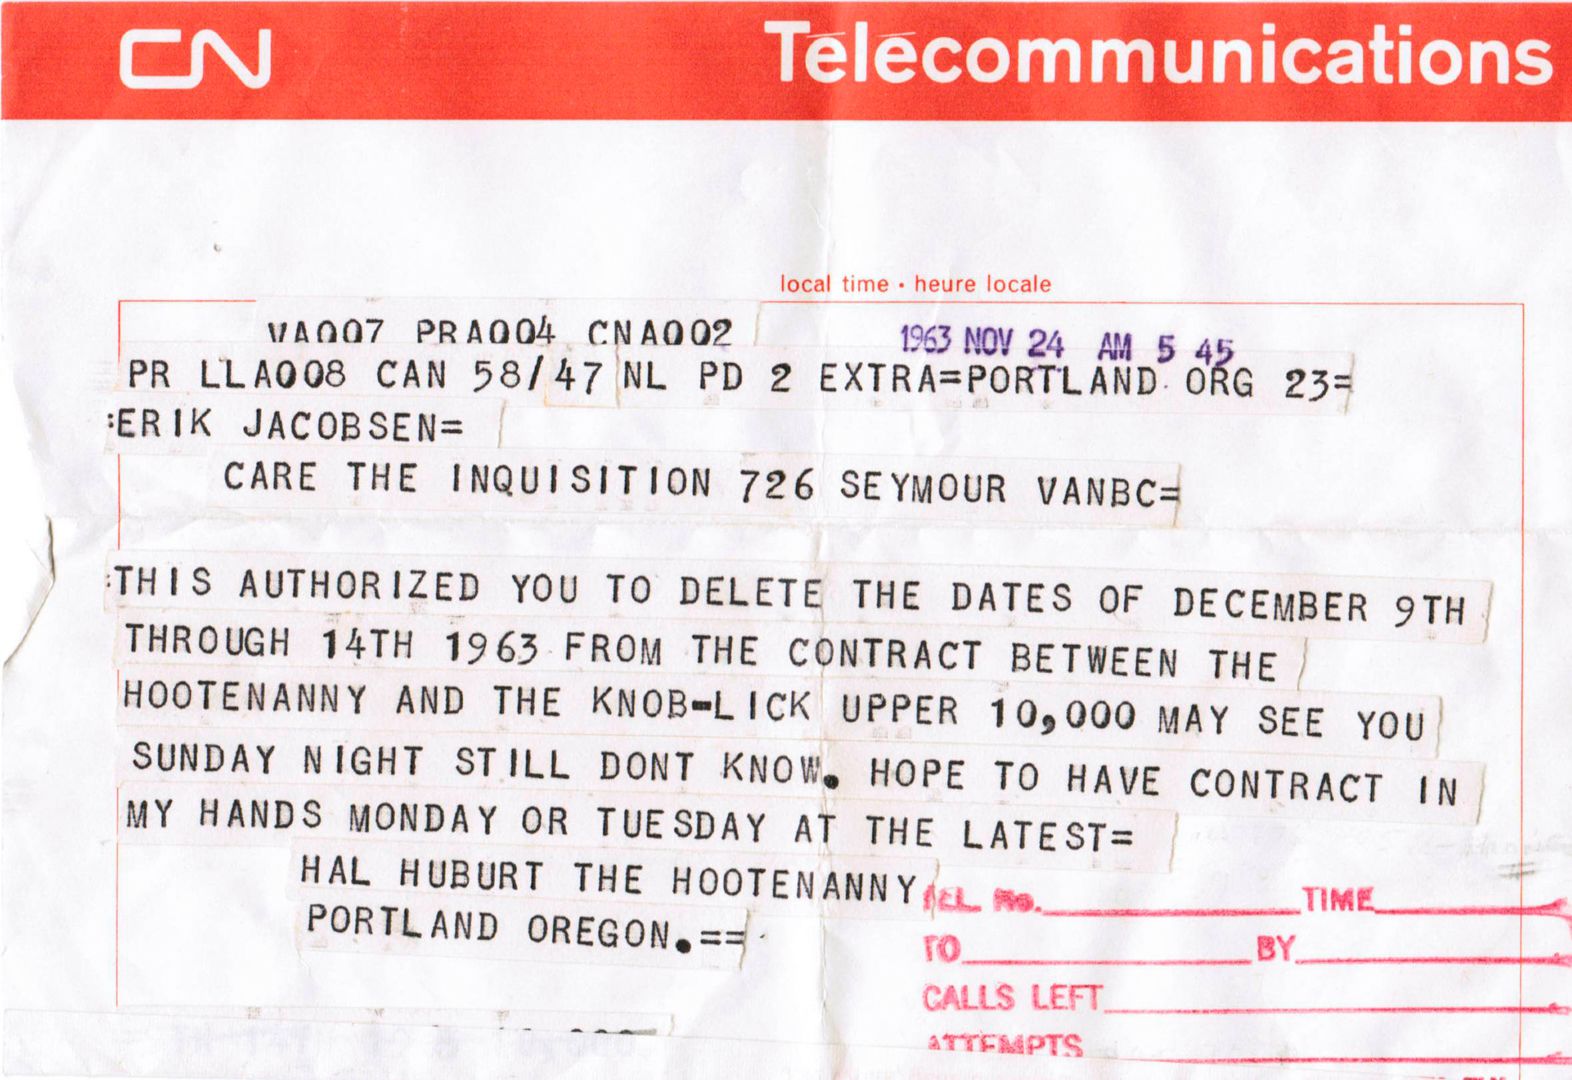 CN Telecommunications
local time • heure locale
VA007 PRA004 CNA002 1963 NOV 24 AM 5 45
PR LLA008 CAN 58/47 NL PD 2 EXTRA=PORTLAND ORG 23=
:ERIK JACOBSEN=
CARE THE INQUISITION 726 SEYMOUR VANBC=
:THIS AUTHORIZED YOU TO DELETE THE DATES OF DECEMBER 9TH
THROUGH 14TH 1963 FROM THE CONTRACT BETWEEN THE
HOOTENANNY AND THE KNOB-LICK UPPER 10,000 MAY SEE YOU
SUNDAY NIGHT STILL DONT KNOW. HOPE TO HAVE CONTRACT IN
MY HANDS MONDAY OR TUESDAY AT THE LATEST=
HAL HUBURT THE HOOTENANNY
PORTLAND OREGON.==
TEL. No. TIME
TO BY
CALLS LEFT
ATTEMPTS